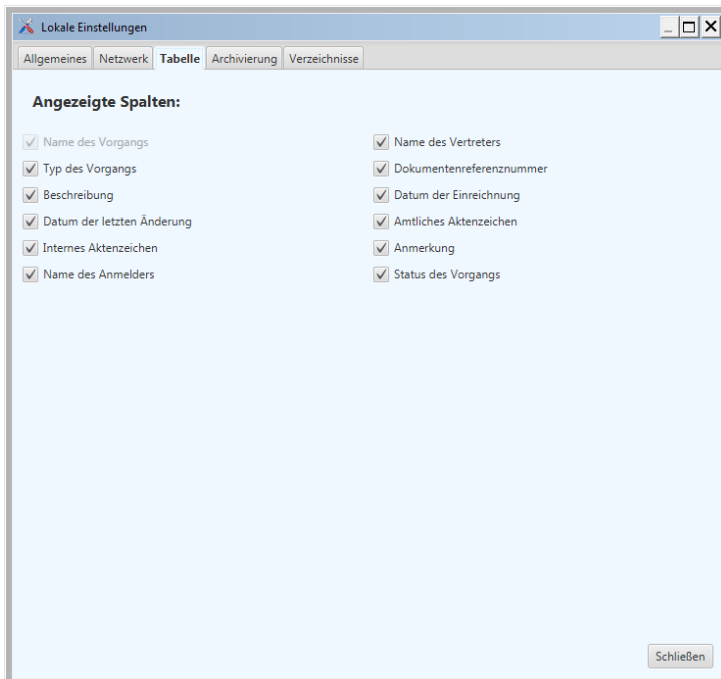 Lokale Einstellungen
Allgemeines Netzwerk Tabelle Archivierung Verzeichnisse
Angezeigte Spalten:
Name des Vorgangs
Typ des Vorgangs
Beschreibung
Datum der letzten Änderung
Internes Aktenzeichen
Name des Anmelders
Name des Vertreters
Dokumentenreferenznummer
Datum der Einreichnung
Amtliches Aktenzeichen
Anmerkung
Status des Vorgangs
Schließen